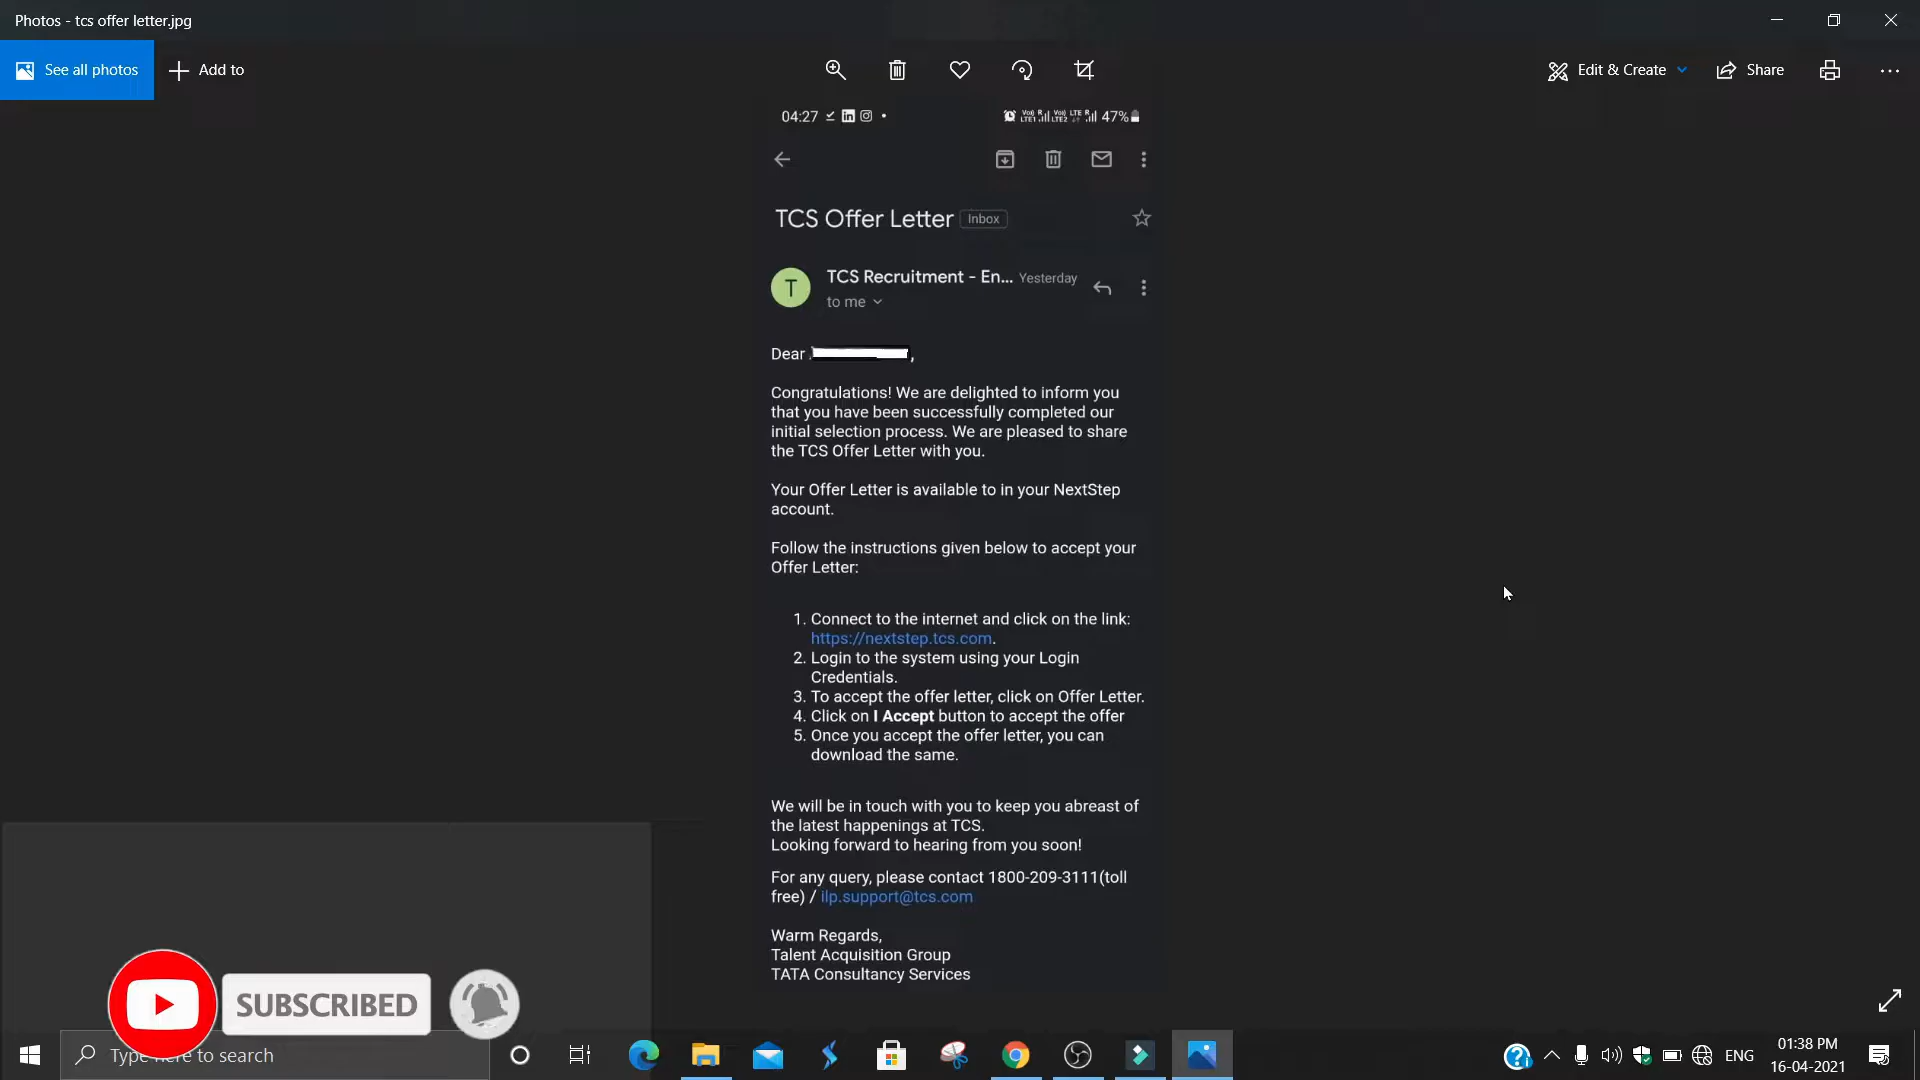 Photos - tcs offer letter.jpg
See all photos
Add to
Edit & Create
Share
04:27
47%
TCS Offer Letter
Inbox
TCS Recruitment - En...
Yesterday
to me
T
Dear
,
Congratulations! We are delighted to inform you
that you have been successfully completed our
initial selection process. We are pleased to share
the TCS Offer Letter with you.
Your Offer Letter is available to in your NextStep
account.
Follow the instructions given below to accept your
Offer Letter:
1. Connect to the internet and click on the link:
https://nextstep.tcs.com.
2. Login to the system using your Login
Credentials.
3. To accept the offer letter, click on Offer Letter.
4. Click on I Accept button to accept the offer
5. Once you accept the offer letter, you can
download the same.
We will be in touch with you to keep you abreast of
the latest happenings at TCS.
Looking forward to hearing from you soon!
For any query, please contact 1800-209-3111(toll
free) / ilp.support@tcs.com
Warm Regards,
Talent Acquisition Group
TATA Consultancy Services
SUBSCRIBED
Type here to search
ENG
01:38 PM
16-04-2021